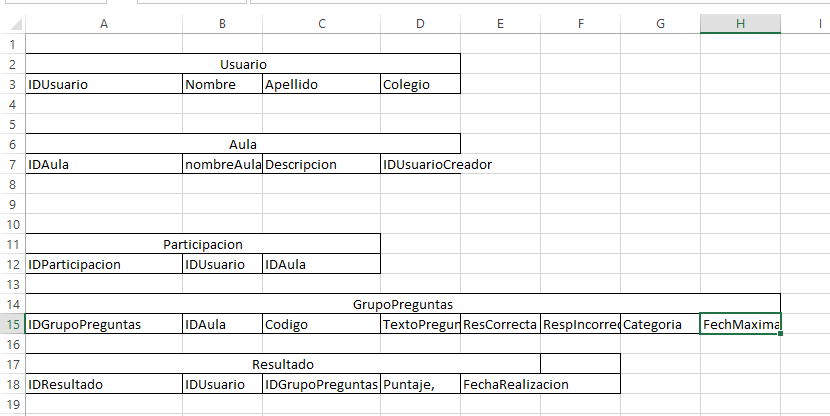 A B C D E F G H I
1
2 Usuario
3 IDUsuario Nombre Apellido Colegio
4
5
6 Aula
7 IDAula nombreAula Descripcion IDUsuarioCreador
8
9
10
11 Participacion
12 IDParticipacion IDUsuario IDAula
13
14 GrupoPreguntas
15 IDGrupoPreguntas IDAula Codigo TextoPregun ResCorrecta RespIncorrec Categoria FechMaxima
16
17 Resultado
18 IDResultado IDUsuario IDGrupoPreguntas Puntaje, FechaRealizacion
19